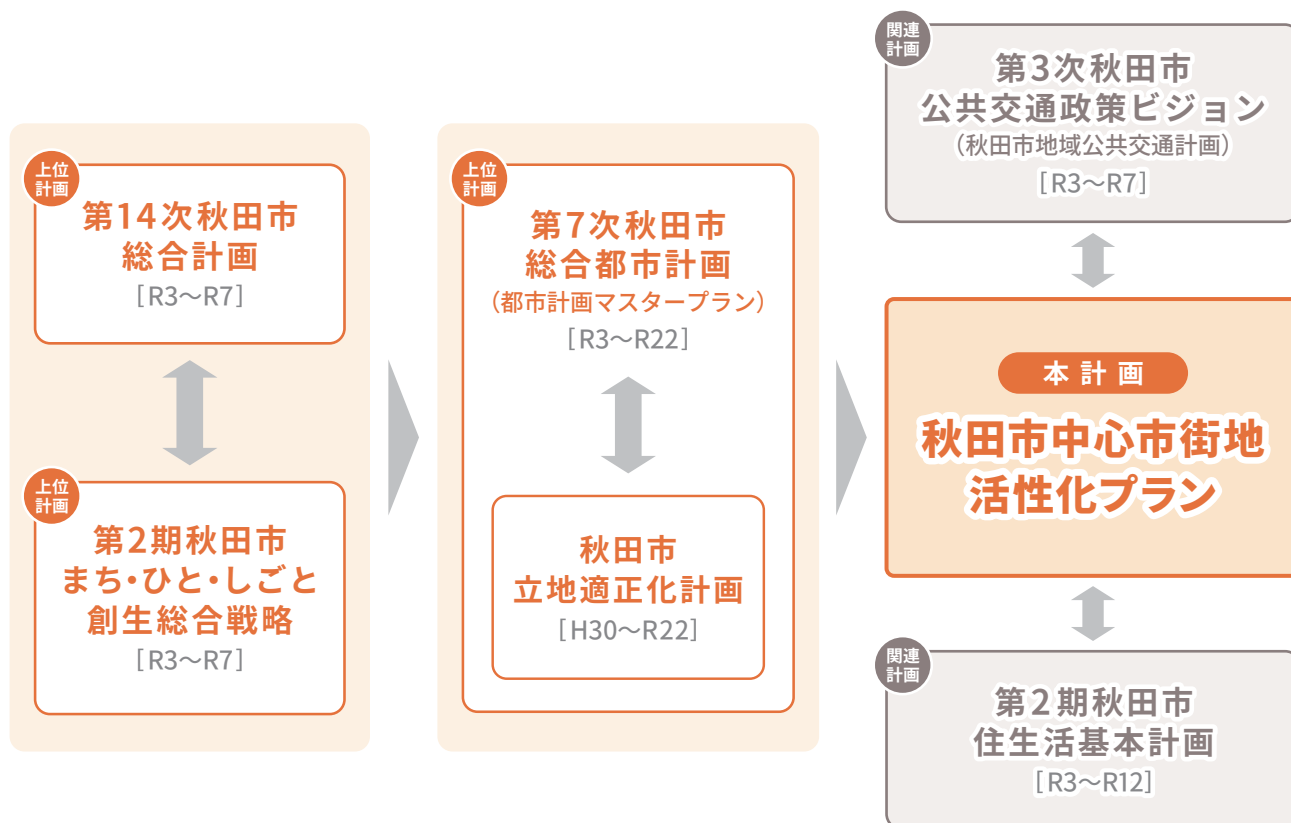 上位
計画
第14次秋田市
総合計画
[R3～R7]
上位
計画
第2期秋田市
まち・ひと・しごと
創生総合戦略
[R3～R7]
上位
計画
第7次秋田市
総合都市計画
（都市計画マスタープラン）
[R3～R22]
秋田市
立地適正化計画
[H30～R22]
関連
計画
第3次秋田市
公共交通政策ビジョン
（秋田市地域公共交通計画）
[R3～R7]
本計画
秋田市中心市街地
活性化プラン
関連
計画
第2期秋田市
住生活基本計画
[R3～R12]